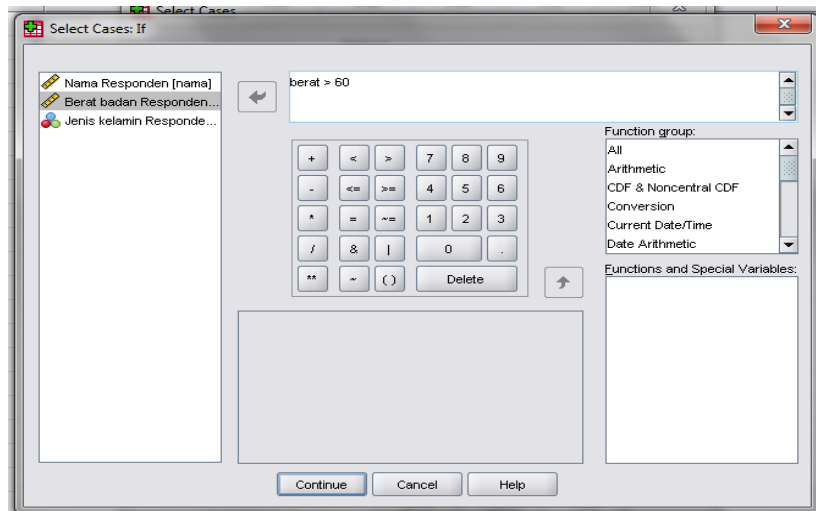 Select Cases
Select Cases: If
Nama Responden [nama]
Berat badan Responden...
Jenis kelamin Responde...
berat > 60
+ < > 7 8 9
- <= >= 4 5 6
* = ~= 1 2 3
/ & | 0 .
** ~ ( ) Delete
Function group:
All
Arithmetic
CDF & Noncentral CDF
Conversion
Current Date/Time
Date Arithmetic
Functions and Special Variables:
Continue Cancel Help